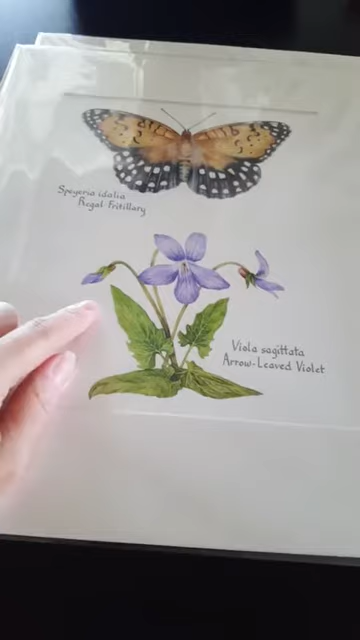 Speyeria idalia
Regal Fritillary
Viola sagittata
Arrow-Leaved Violet